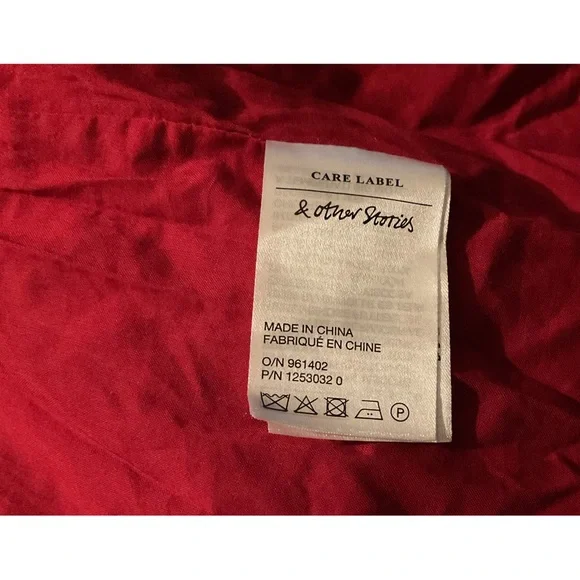 CARE LABEL
& other Stories
MADE IN CHINA
FABRIQUÉ EN CHINE
O/N 961402
P/N 1253032 0
P